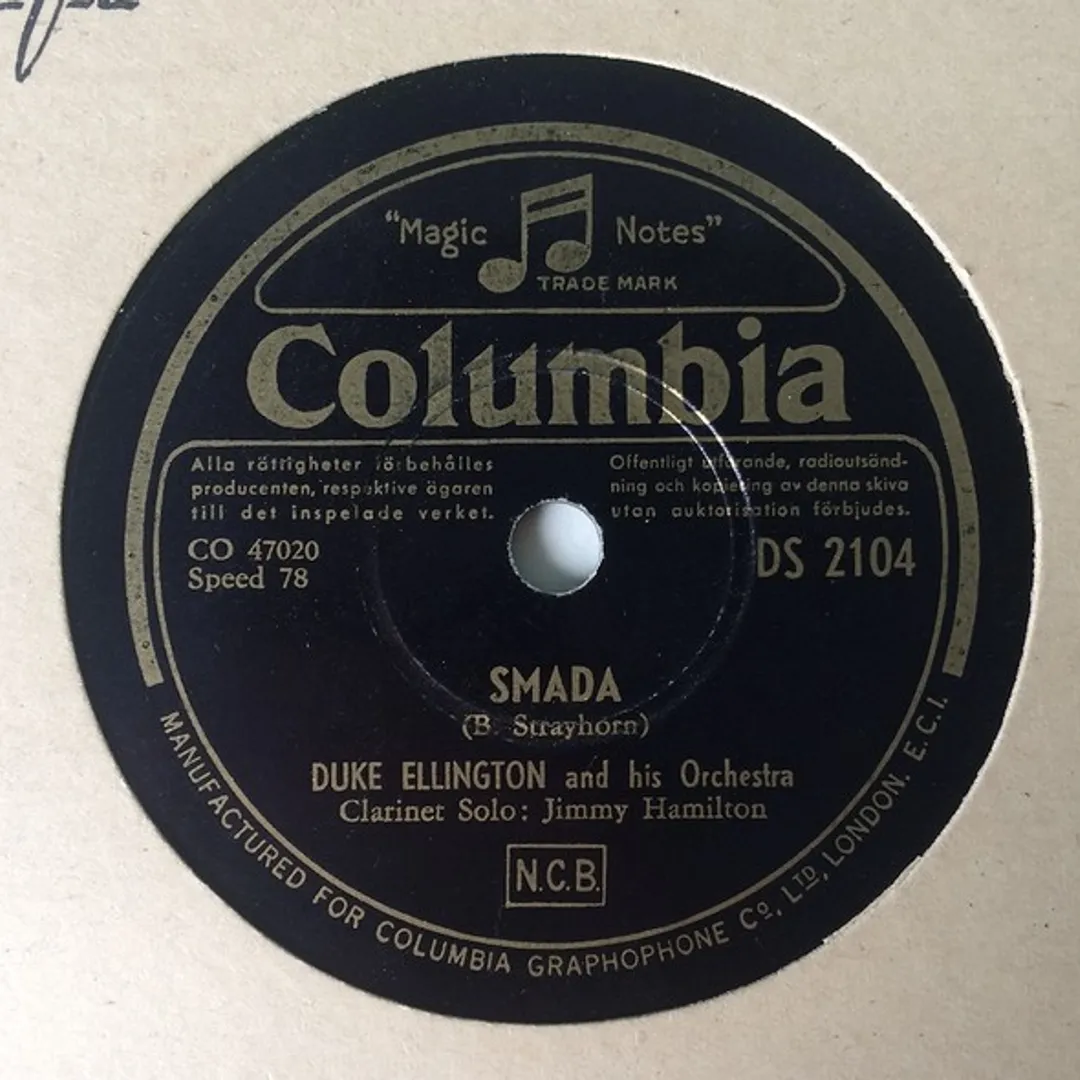 "Magic Notes"
TRADE MARK
Columbia
Alla rättigheter förbehålles
producenten, respektive ägaren
till det inspelade verket.
Offentligt utförande, radioutsänd-
ning och kopiering av denna skiva
utan auktorisation förbjudes.
CO 47020
Speed 78
DS 2104
SMADA
(B. Strayhorn)
DUKE ELLINGTON and his Orchestra
Clarinet Solo: Jimmy Hamilton
N.C.B.
MANUFACTURED FOR COLUMBIA GRAPHOPHONE Co., LTD., LONDON. E.C.I.